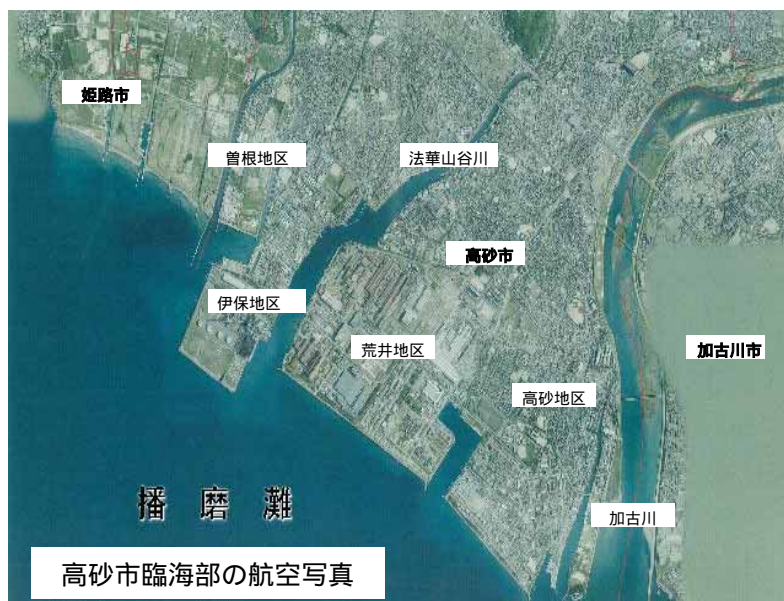 姫路市
曽根地区
法華山谷川
高砂市
伊保地区
荒井地区
加古川市
高砂地区
播磨灘
加古川
高砂市臨海部の航空写真